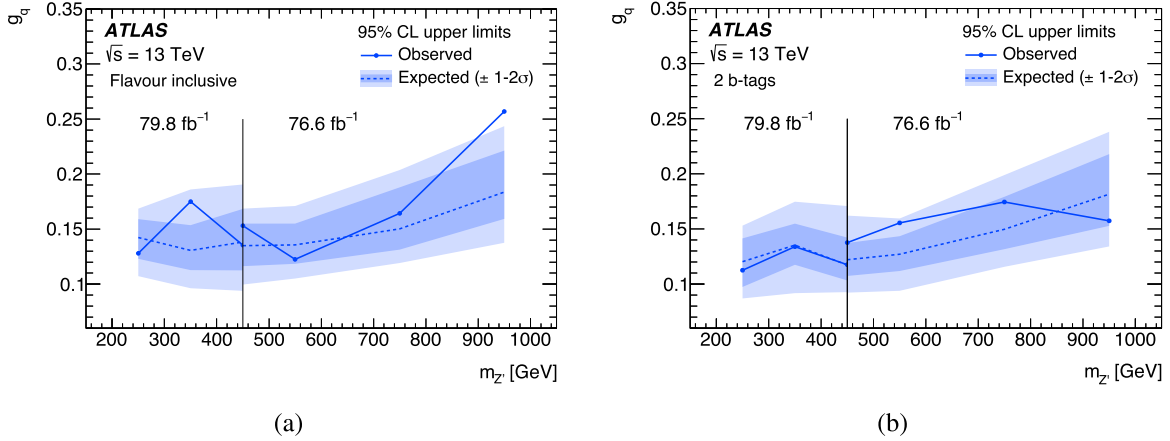 g_q
ATLAS
√s = 13 TeV
Flavour inclusive
95% CL upper limits
Observed
Expected (± 1-2σ)
79.8 fb⁻¹
76.6 fb⁻¹
0.35
0.3
0.25
0.2
0.15
0.1
200 300 400 500 600 700 800 900 1000
m_Z' [GeV]
(a)
g_q
ATLAS
√s = 13 TeV
2 b-tags
95% CL upper limits
Observed
Expected (± 1-2σ)
79.8 fb⁻¹
76.6 fb⁻¹
0.35
0.3
0.25
0.2
0.15
0.1
200 300 400 500 600 700 800 900 1000
m_Z' [GeV]
(b)